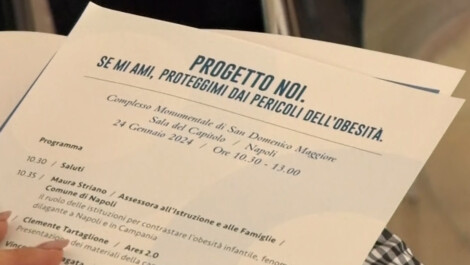 PROGETTO NOI.
SE MI AMI, PROTEGGIMI DAI PERICOLI DELL'OBESITÀ.
Complesso Monumentale di San Domenico Maggiore
Sala del Capitolo / Napoli
24 Gennaio 2024 / Ore 10.30 - 13.00
Programma
10.30 / Saluti
10.35 / Maura Striano / Assessora all'Istruzione e alle Famiglie /
Comune di Napoli
Il ruolo delle istituzioni per contrastare l'obesità infantile,
dilagante a Napoli e in Campania
Clemente Tartaglione / Ares 2.0
Presentazione dei materiali della